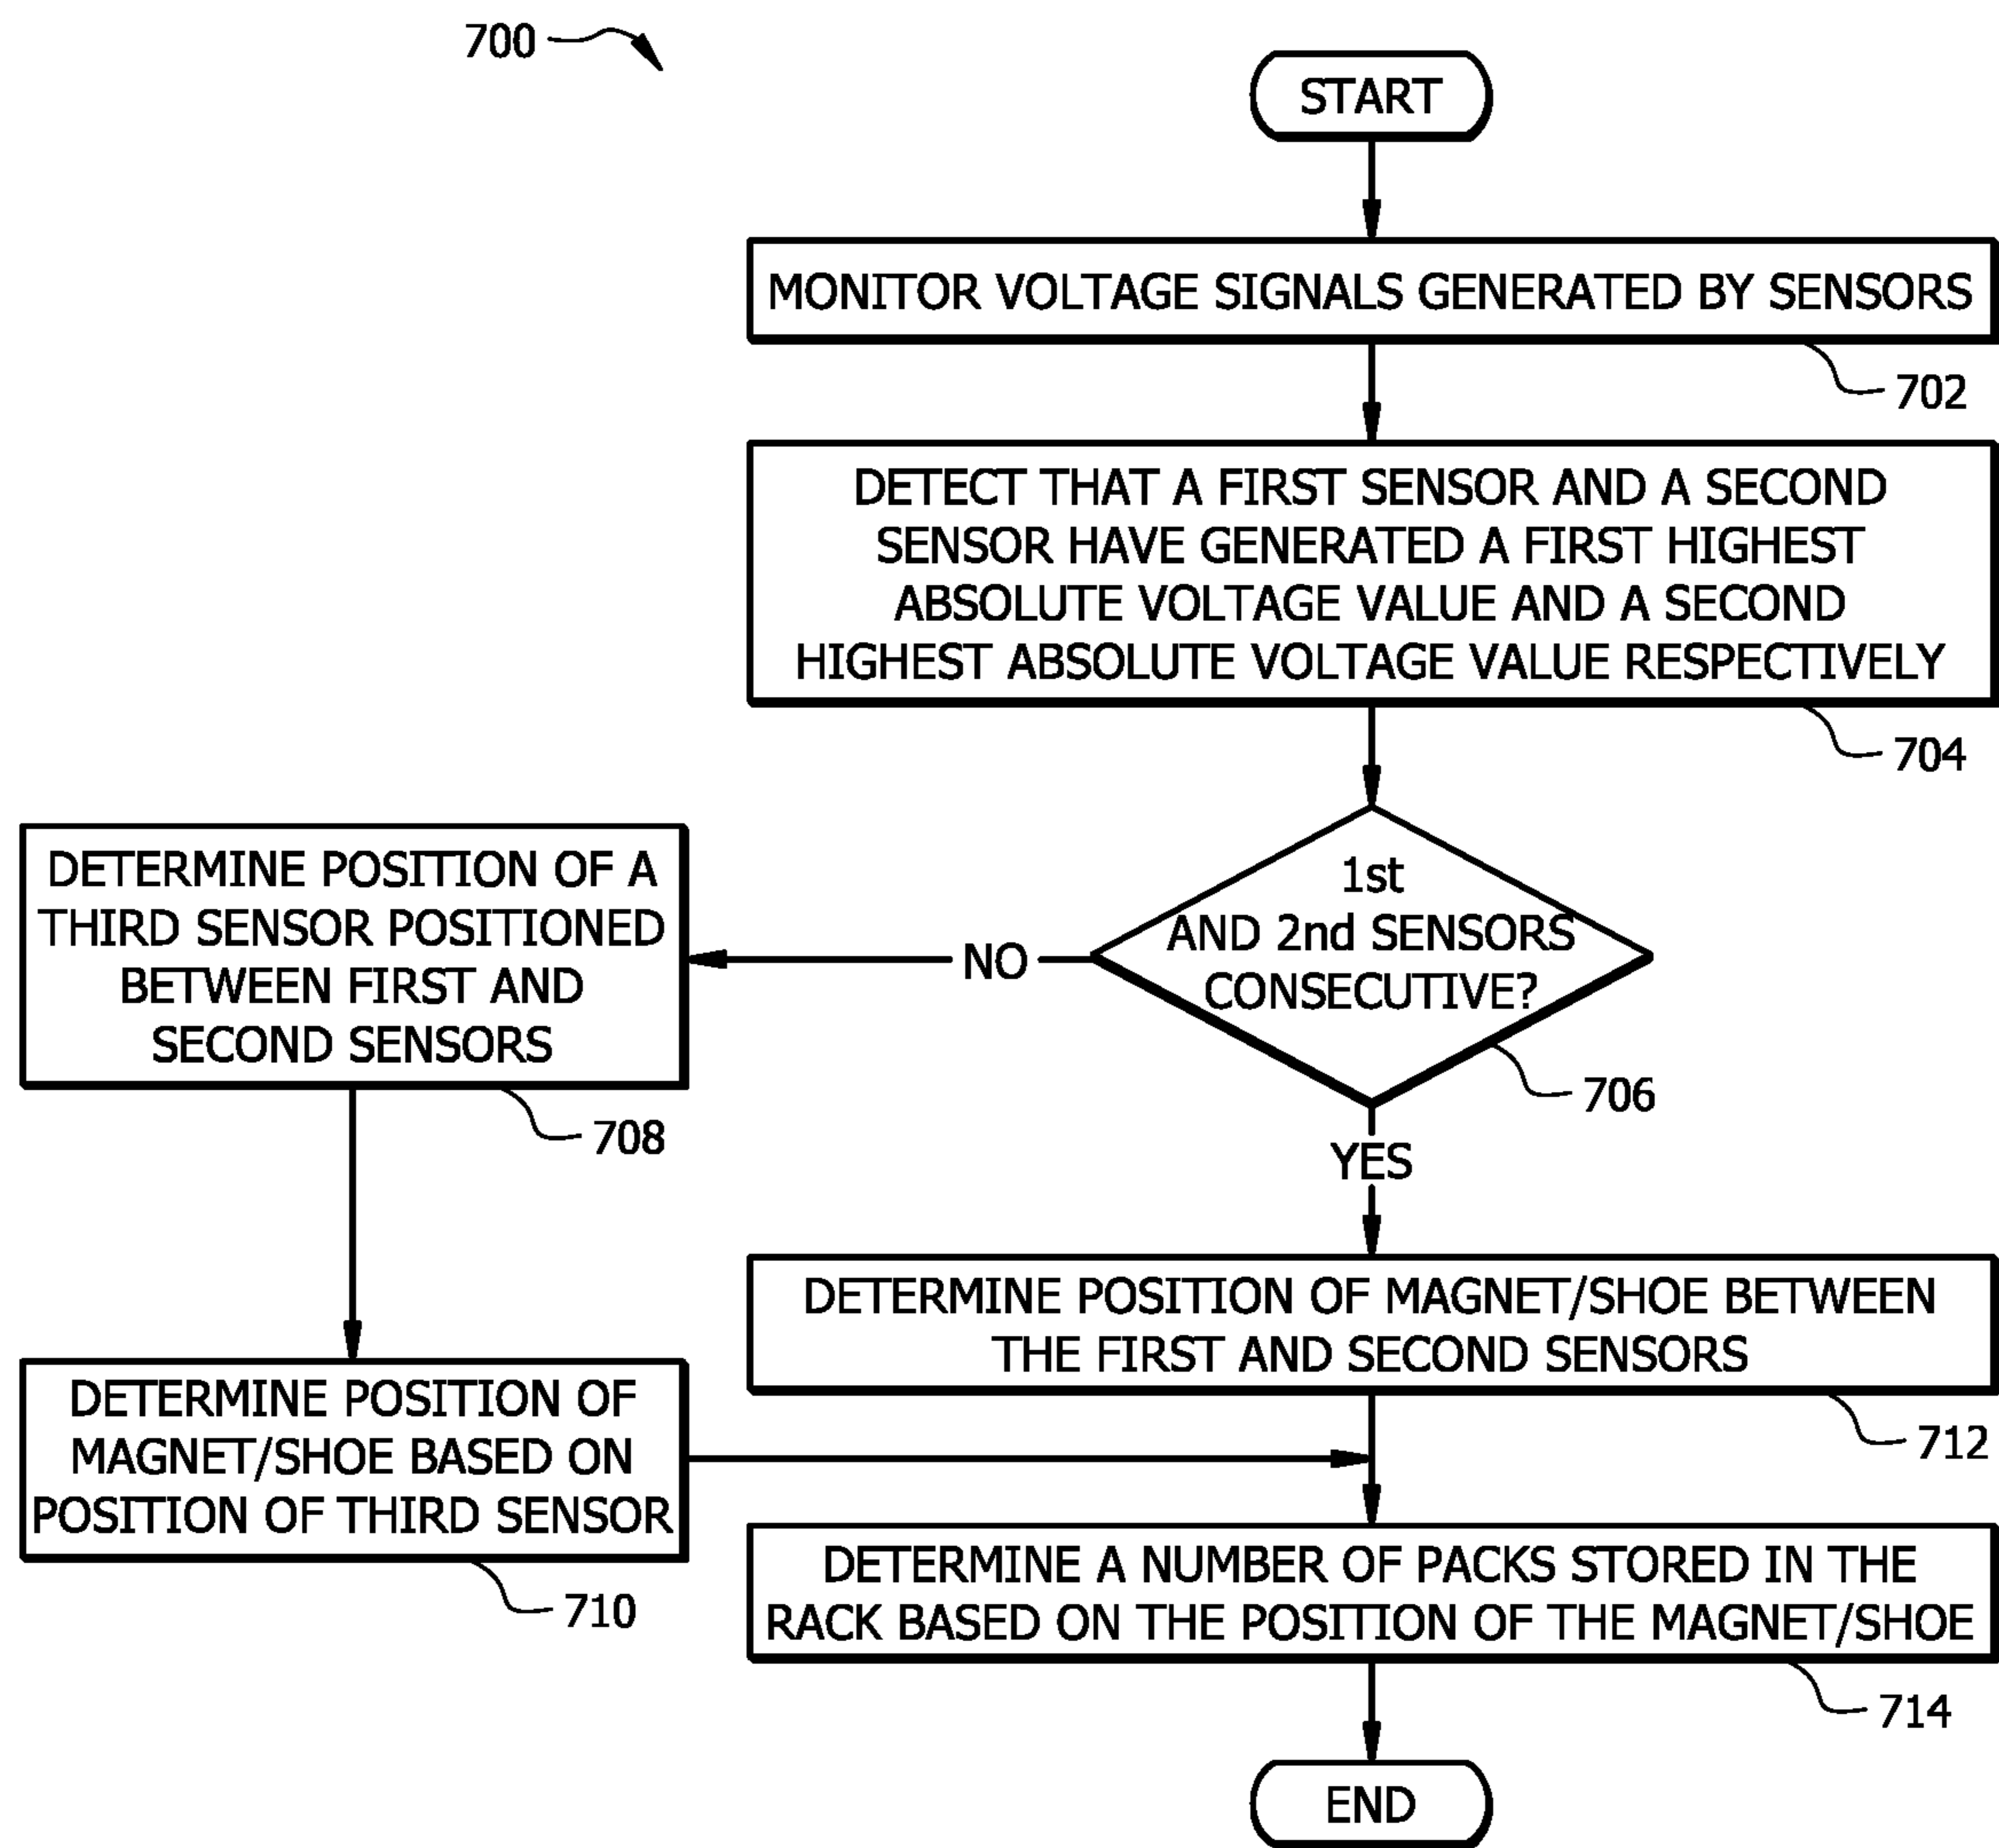 700
START
MONITOR VOLTAGE SIGNALS GENERATED BY SENSORS
702
DETECT THAT A FIRST SENSOR AND A SECOND
SENSOR HAVE GENERATED A FIRST HIGHEST
ABSOLUTE VOLTAGE VALUE AND A SECOND
HIGHEST ABSOLUTE VOLTAGE VALUE RESPECTIVELY
704
1st
AND 2nd SENSORS
CONSECUTIVE?
706
NO
DETERMINE POSITION OF A
THIRD SENSOR POSITIONED
BETWEEN FIRST AND
SECOND SENSORS
708
DETERMINE POSITION OF
MAGNET/SHOE BASED ON
POSITION OF THIRD SENSOR
710
YES
DETERMINE POSITION OF MAGNET/SHOE BETWEEN
THE FIRST AND SECOND SENSORS
712
DETERMINE A NUMBER OF PACKS STORED IN THE
RACK BASED ON THE POSITION OF THE MAGNET/SHOE
714
END